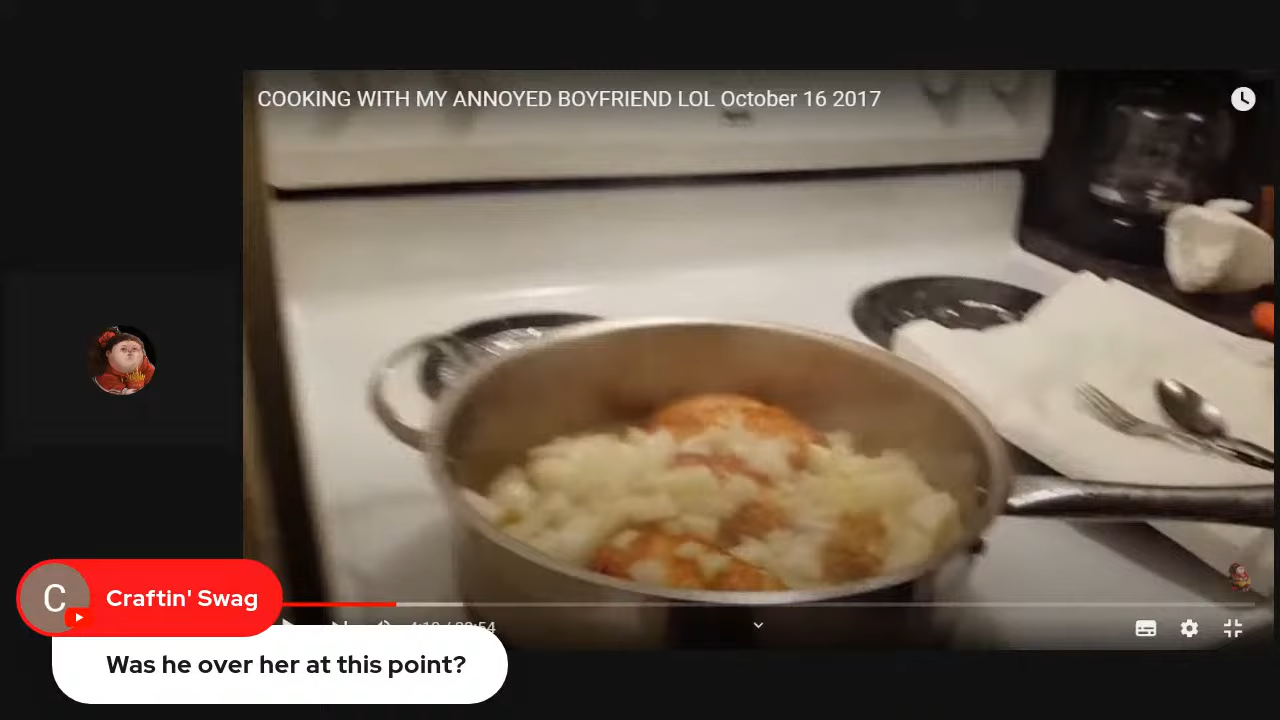 COOKING WITH MY ANNOYED BOYFRIEND LOL October 16 2017
C
Craftin' Swag
Was he over her at this point?